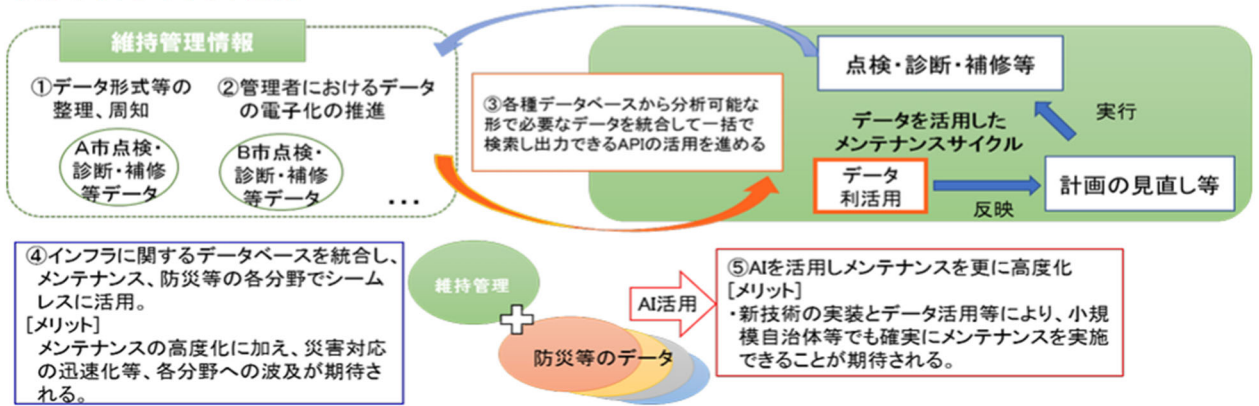 維持管理情報
①データ形式等の
整理、周知
②管理者におけるデータ
の電子化の推進
A市点検・
診断・補修
等データ
B市点検・
診断・補修
等データ
・・・
③各種データベースから分析可能な
形で必要なデータを統合して一括で
検索し出力できるAPIの活用を進める
点検・診断・補修等
データを活用した
メンテナンスサイクル
実行
データ
利活用
反映
計画の見直し等
④インフラに関するデータベースを統合し、
メンテナンス、防災等の各分野でシーム
レスに活用。
[メリット]
メンテナンスの高度化に加え、災害対応
の迅速化等、各分野への波及が期待さ
れる。
維持管理
防災等のデータ
AI活用
⑤AIを活用しメンテナンスを更に高度化
[メリット]
・新技術の実装とデータ活用等により、小規
模自治体等でも確実にメンテナンスを実施
できることが期待される。